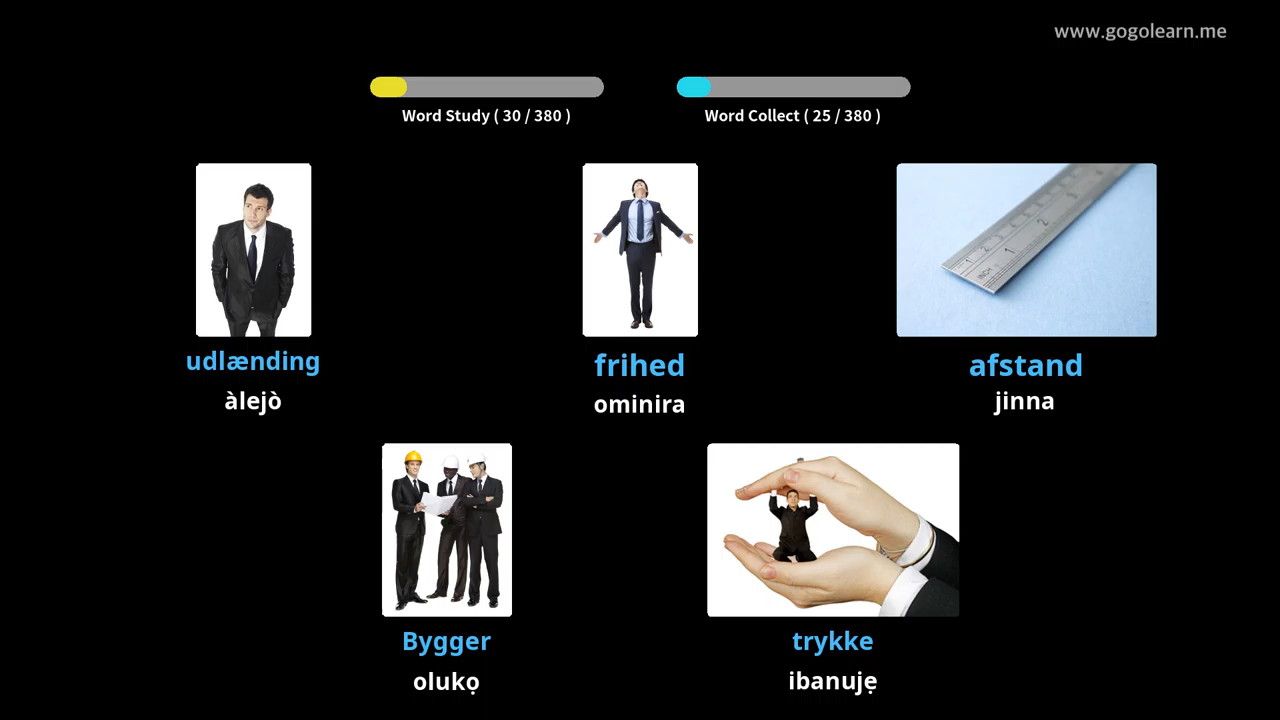 www.gogolearn.me
Word Study ( 30 / 380 )
Word Collect ( 25 / 380 )
udlænding
frihed
afstand
àlejò
ominira
jinna
Bygger
trykke
olukọ
ibanujẹ